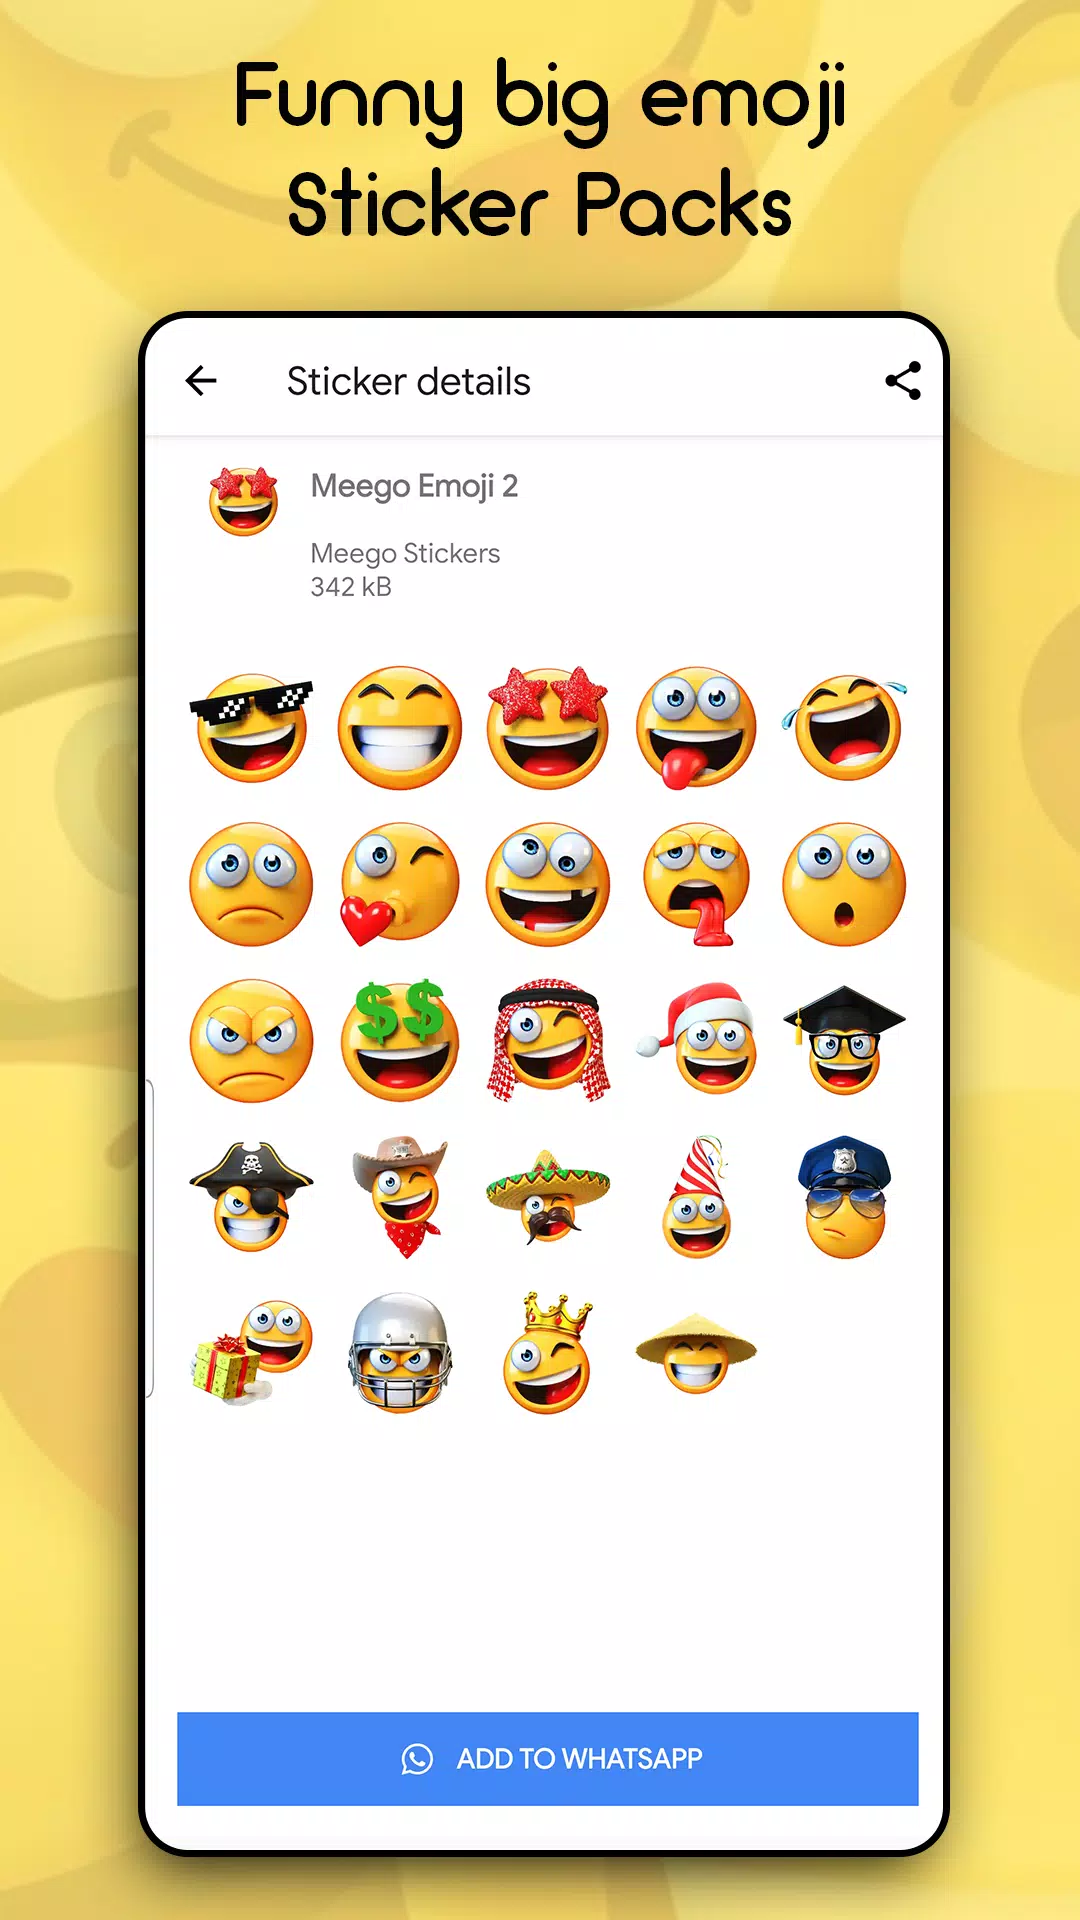 Funny big emoji
Sticker Packs
Sticker details
Meego Emoji 2
Meego Stickers
342 kB
$$
ADD TO WHATSAPP